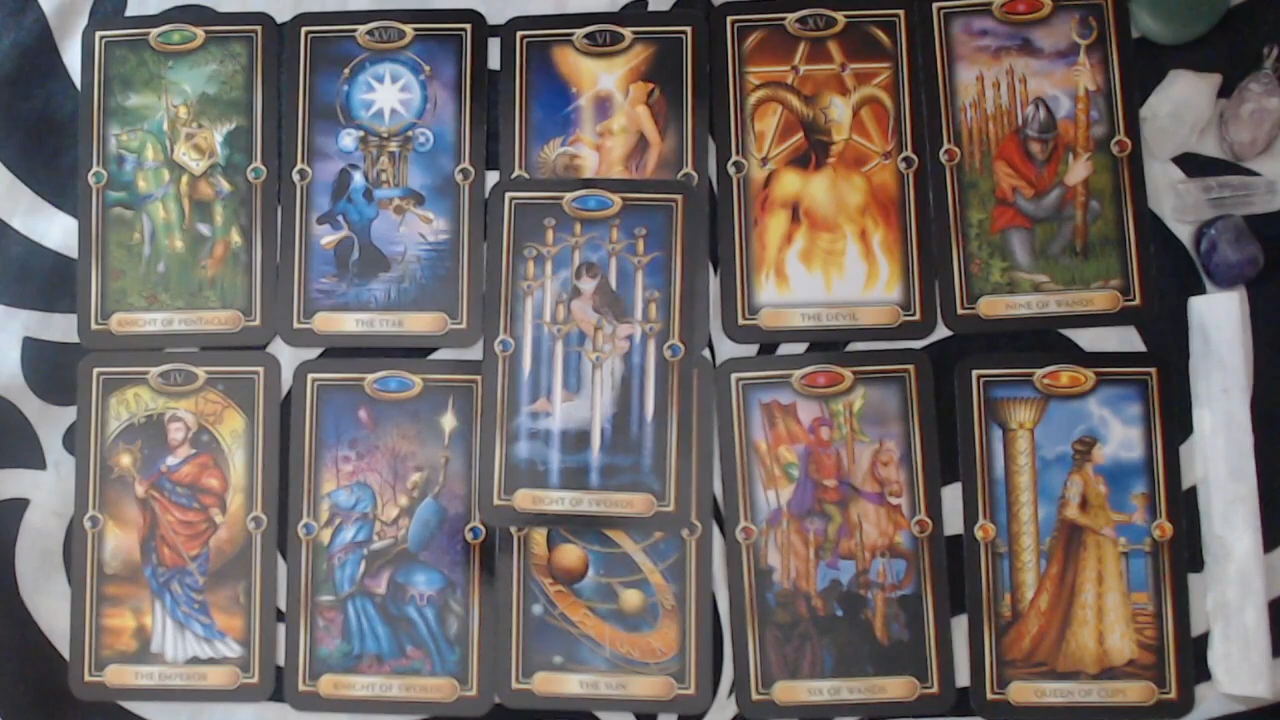 XVII
VI
XV
KNIGHT OF PENTACLES
THE STAR
THE DEVIL
NINE OF WANDS
EIGHT OF SWORDS
IV
THE EMPEROR
KNIGHT OF SWORDS
THE SUN
SIX OF WANDS
QUEEN OF CUPS